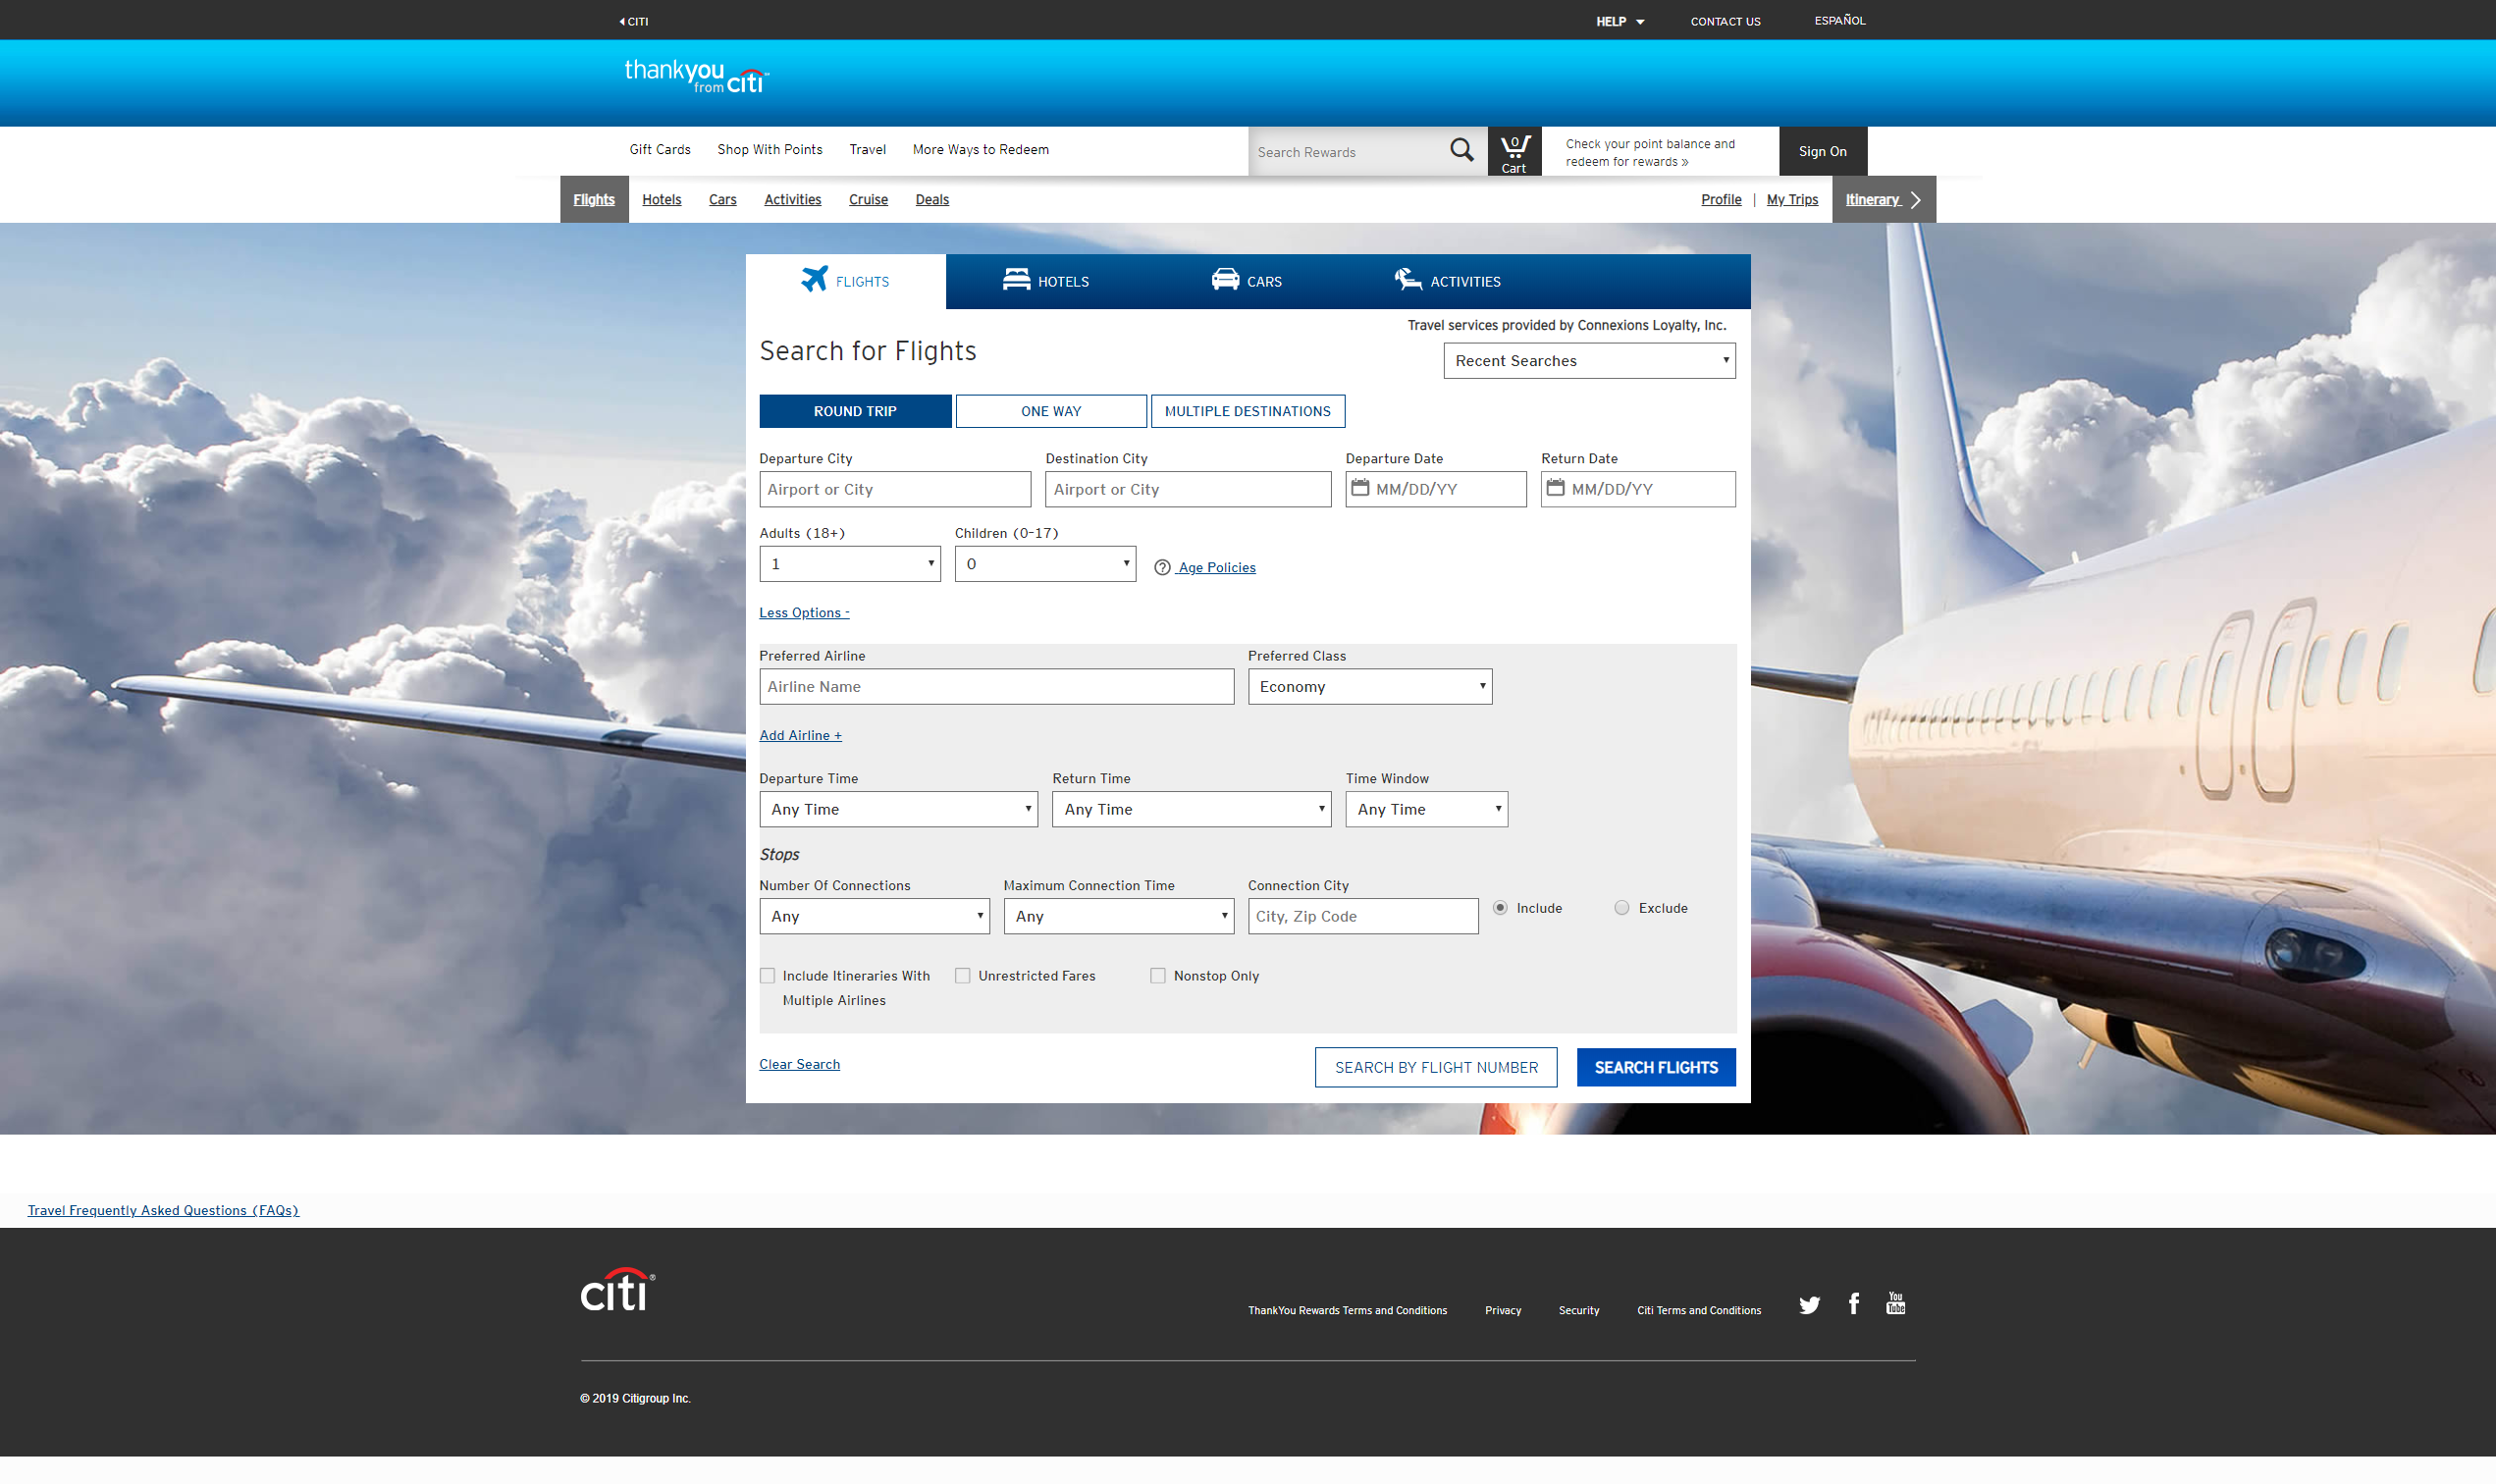 CITI
HELP
CONTACT US
ESPAÑOL
thankyou
from citi
Gift Cards
Shop With Points
Travel
More Ways to Redeem
Search Rewards
0
Cart
Check your point balance and
redeem for rewards »
Sign On
Flights
Hotels
Cars
Activities
Cruise
Deals
Profile | My Trips
Itinerary
FLIGHTS
HOTELS
CARS
ACTIVITIES
Travel services provided by Connexions Loyalty, Inc.
Search for Flights
Recent Searches
ROUND TRIP
ONE WAY
MULTIPLE DESTINATIONS
Departure City
Destination City
Departure Date
Return Date
Airport or City
Airport or City
MM/DD/YY
MM/DD/YY
Adults (18+)
Children (0-17)
1
0
? Age Policies
Less Options -
Preferred Airline
Preferred Class
Airline Name
Economy
Add Airline +
Departure Time
Return Time
Time Window
Any Time
Any Time
Any Time
Stops
Number Of Connections
Maximum Connection Time
Connection City
Any
Any
City, Zip Code
Include
Exclude
Include Itineraries With
Multiple Airlines
Unrestricted Fares
Nonstop Only
Clear Search
SEARCH BY FLIGHT NUMBER
SEARCH FLIGHTS
Travel Frequently Asked Questions (FAQs)
citi®
ThankYou Rewards Terms and Conditions
Privacy
Security
Citi Terms and Conditions
You
Tube
© 2019 Citigroup Inc.